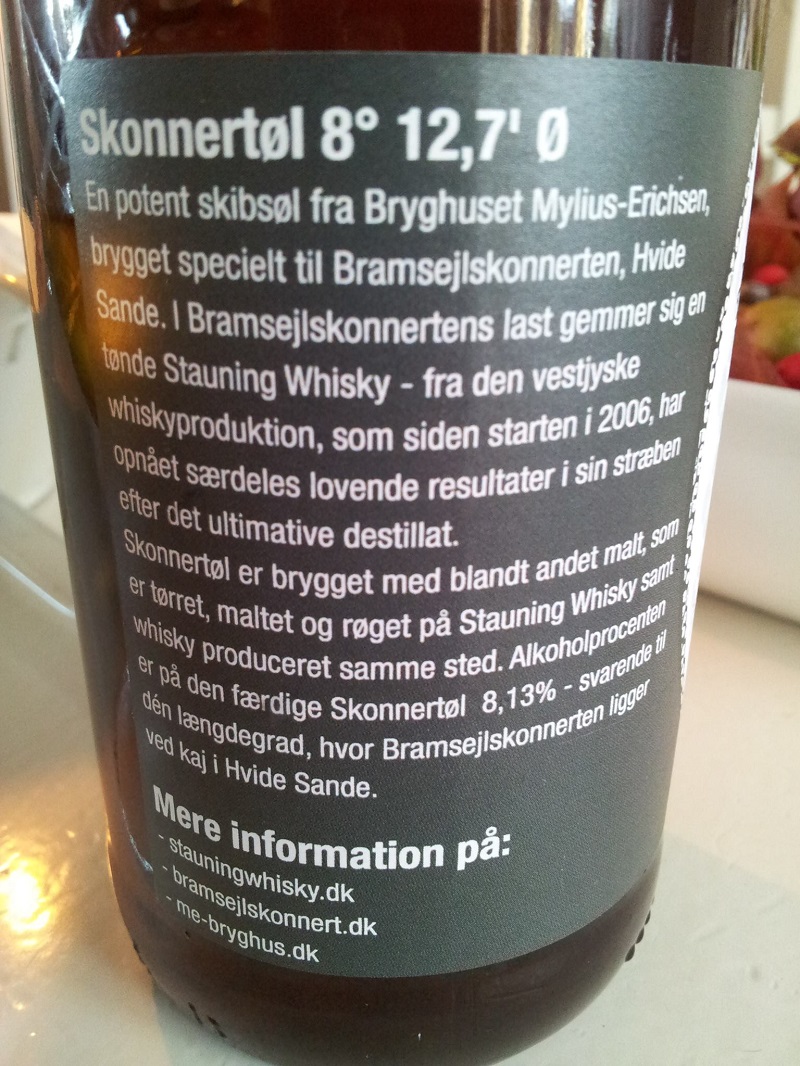 Skonnertøl 8° 12,7' Ø
En potent skibsøl fra Bryghuset Mylius-Erichsen,
brygget specielt til Bramsejlskonnerten, Hvide
Sande. I Bramsejlskonnertens last gemmer sig en
tønde Stauning Whisky - fra den vestjyske
whiskyproduktion, som siden starten i 2006, har
opnået særdeles lovende resultater i sin stræben
efter det ultimative destillat.
Skonnertøl er brygget med blandt andet malt, som
er tørret, maltet og røget på Stauning Whisky samt
whisky produceret samme sted. Alkoholprocenten
er på den færdige Skonnertøl 8,13% - svarende til
dén længdegrad, hvor Bramsejlskonnerten ligger
ved kaj i Hvide Sande.
Mere information på:
- stauningwhisky.dk
- bramsejlskonnert.dk
- me-bryghus.dk